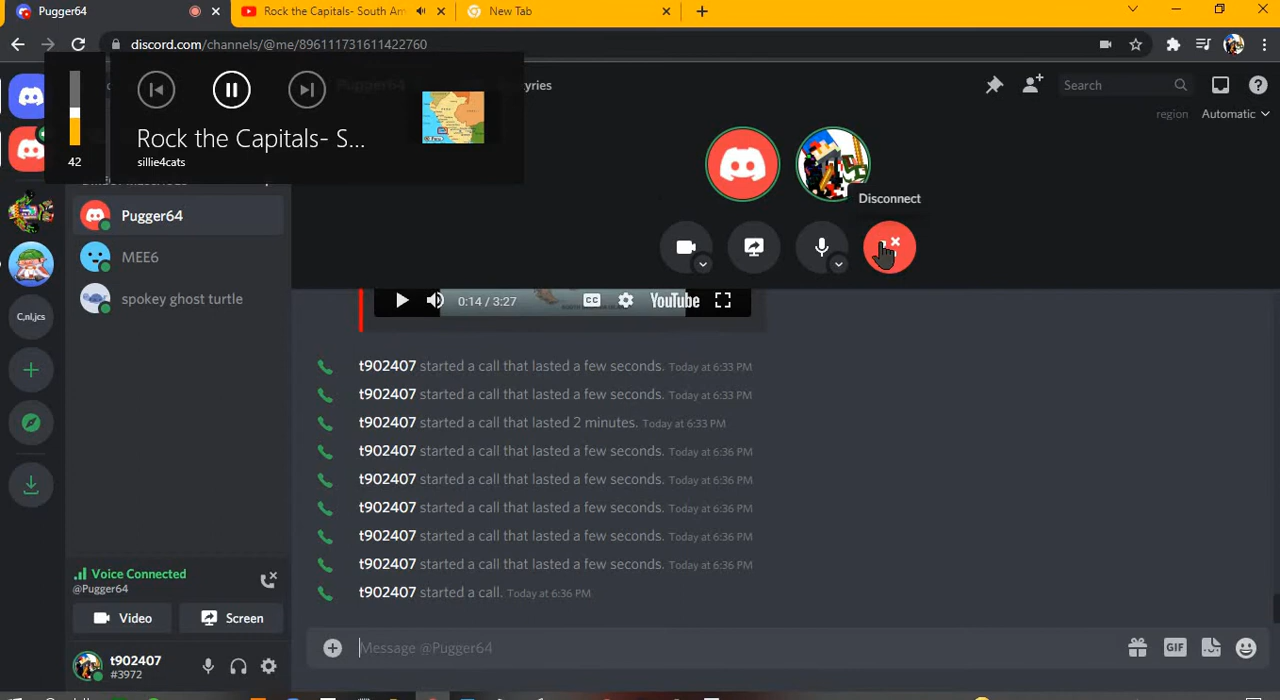 Pugger64
Rock the Capitals- South Am
New Tab
discord.com/channels/@me/896111731611422760
Rock the Capitals- S...
sillie4cats
42
yries
Search
region Automatic
Disconnect
Pugger64
MEE6
spokey ghost turtle
C,nl,jcs
0:14 / 3:27 CC YouTube
t902407 started a call that lasted a few seconds. Today at 6:33 PM
t902407 started a call that lasted a few seconds. Today at 6:33 PM
t902407 started a call that lasted 2 minutes. Today at 6:33 PM
t902407 started a call that lasted a few seconds. Today at 6:36 PM
t902407 started a call that lasted a few seconds. Today at 6:36 PM
t902407 started a call that lasted a few seconds. Today at 6:36 PM
t902407 started a call that lasted a few seconds. Today at 6:36 PM
t902407 started a call that lasted a few seconds. Today at 6:36 PM
t902407 started a call. Today at 6:36 PM
Voice Connected
@Pugger64
Video Screen
t902407
#3972
Message @Pugger64
GIF